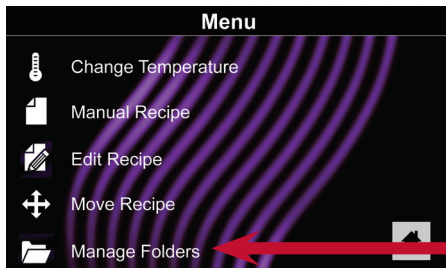 Menu
Change Temperature
Manual Recipe
Edit Recipe
Move Recipe
Manage Folders